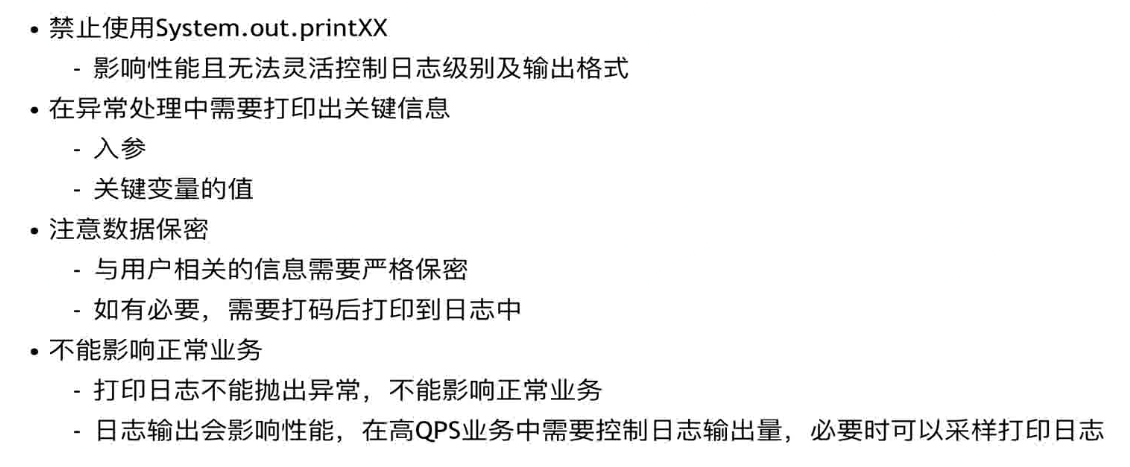 • 禁止使用System.out.printXX
- 影响性能且无法灵活控制日志级别及输出格式
• 在异常处理中需要打印出关键信息
- 入参
- 关键变量的值
• 注意数据保密
- 与用户相关的信息需要严格保密
- 如有必要，需要打码后打印到日志中
• 不能影响正常业务
- 打印日志不能抛出异常，不能影响正常业务
- 日志输出会影响性能，在高QPS业务中需要控制日志输出量，必要时可以采样打印日志